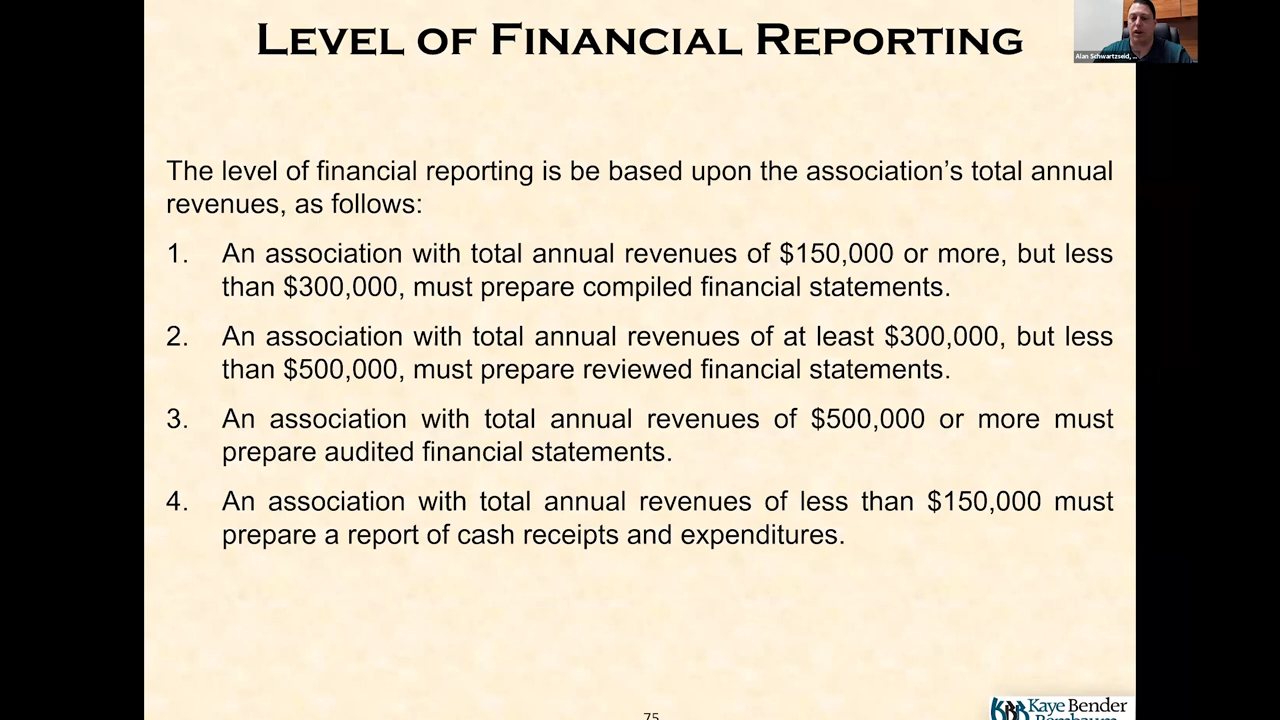 LEVEL OF FINANCIAL REPORTING
Alan Schwartzseid, ...
The level of financial reporting is be based upon the association’s total annual
revenues, as follows:
1. An association with total annual revenues of $150,000 or more, but less
than $300,000, must prepare compiled financial statements.
2. An association with total annual revenues of at least $300,000, but less
than $500,000, must prepare reviewed financial statements.
3. An association with total annual revenues of $500,000 or more must
prepare audited financial statements.
4. An association with total annual revenues of less than $150,000 must
prepare a report of cash receipts and expenditures.
75
KBR Kaye Bender
Rembaum